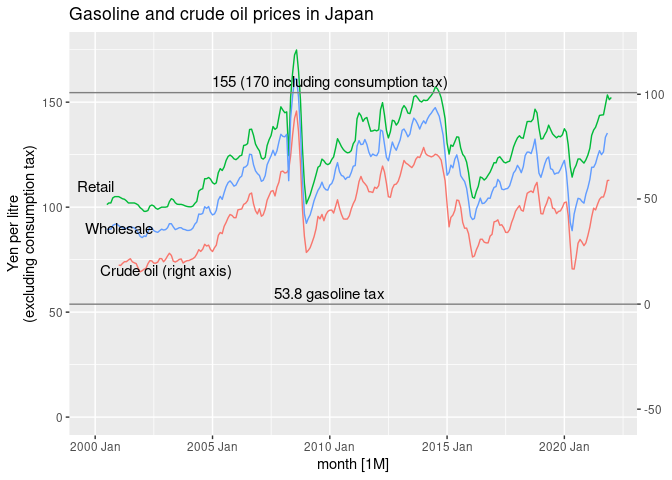 Gasoline and crude oil prices in Japan
155 (170 including consumption tax)
150
100
Retail
100
50
Wholesale
Crude oil (right axis)
53.8 gasoline tax
50
0
0
-50
2000 Jan
2005 Jan
2010 Jan
2015 Jan
2020 Jan
month [1M]
Yen per litre
(excluding consumption tax)